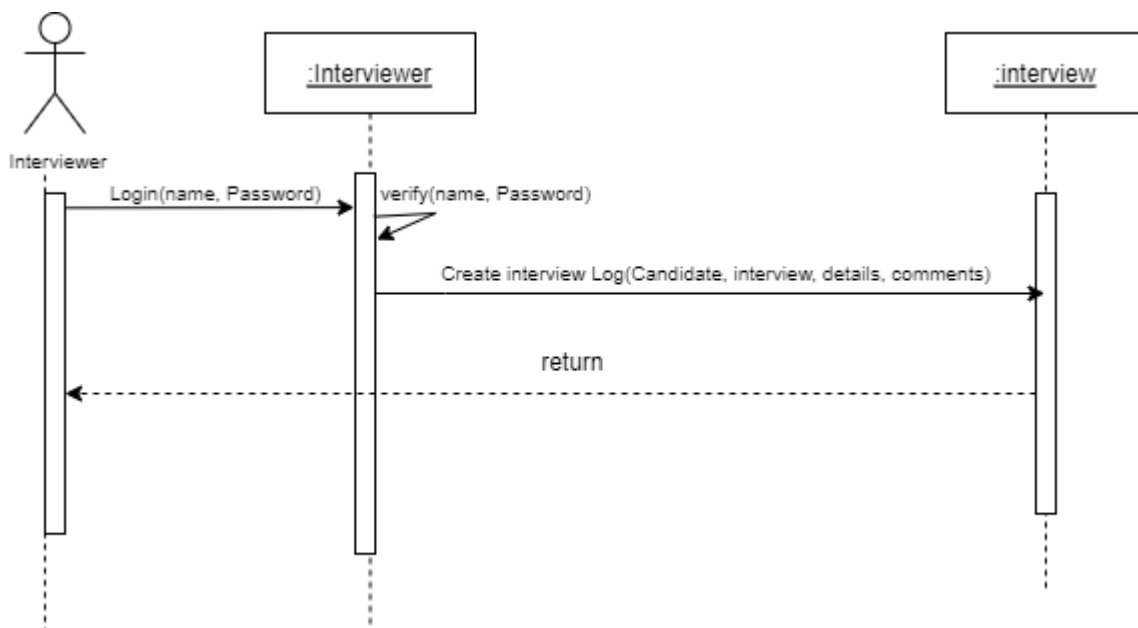 :Interviewer
:interview
Interviewer
Login(name, Password)
verify(name, Password)
Create interview Log(Candidate, interview, details, comments)
return